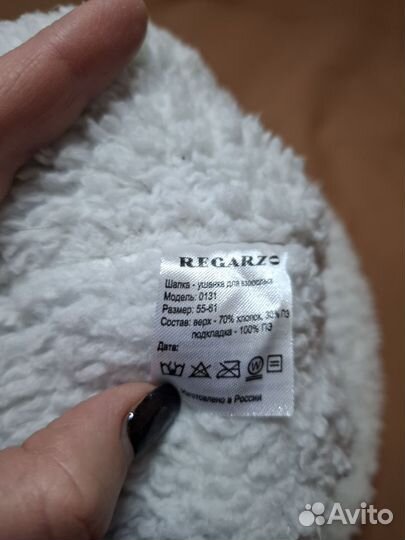 REGARZO
Шапка - ушанка для взрослых
Модель: 0131
Размер: 55-61
Состав: верх - 70% хлопок, 30% ПЭ
подкладка - 100% ПЭ
Дата:
W
Изготовлено в России
Avito